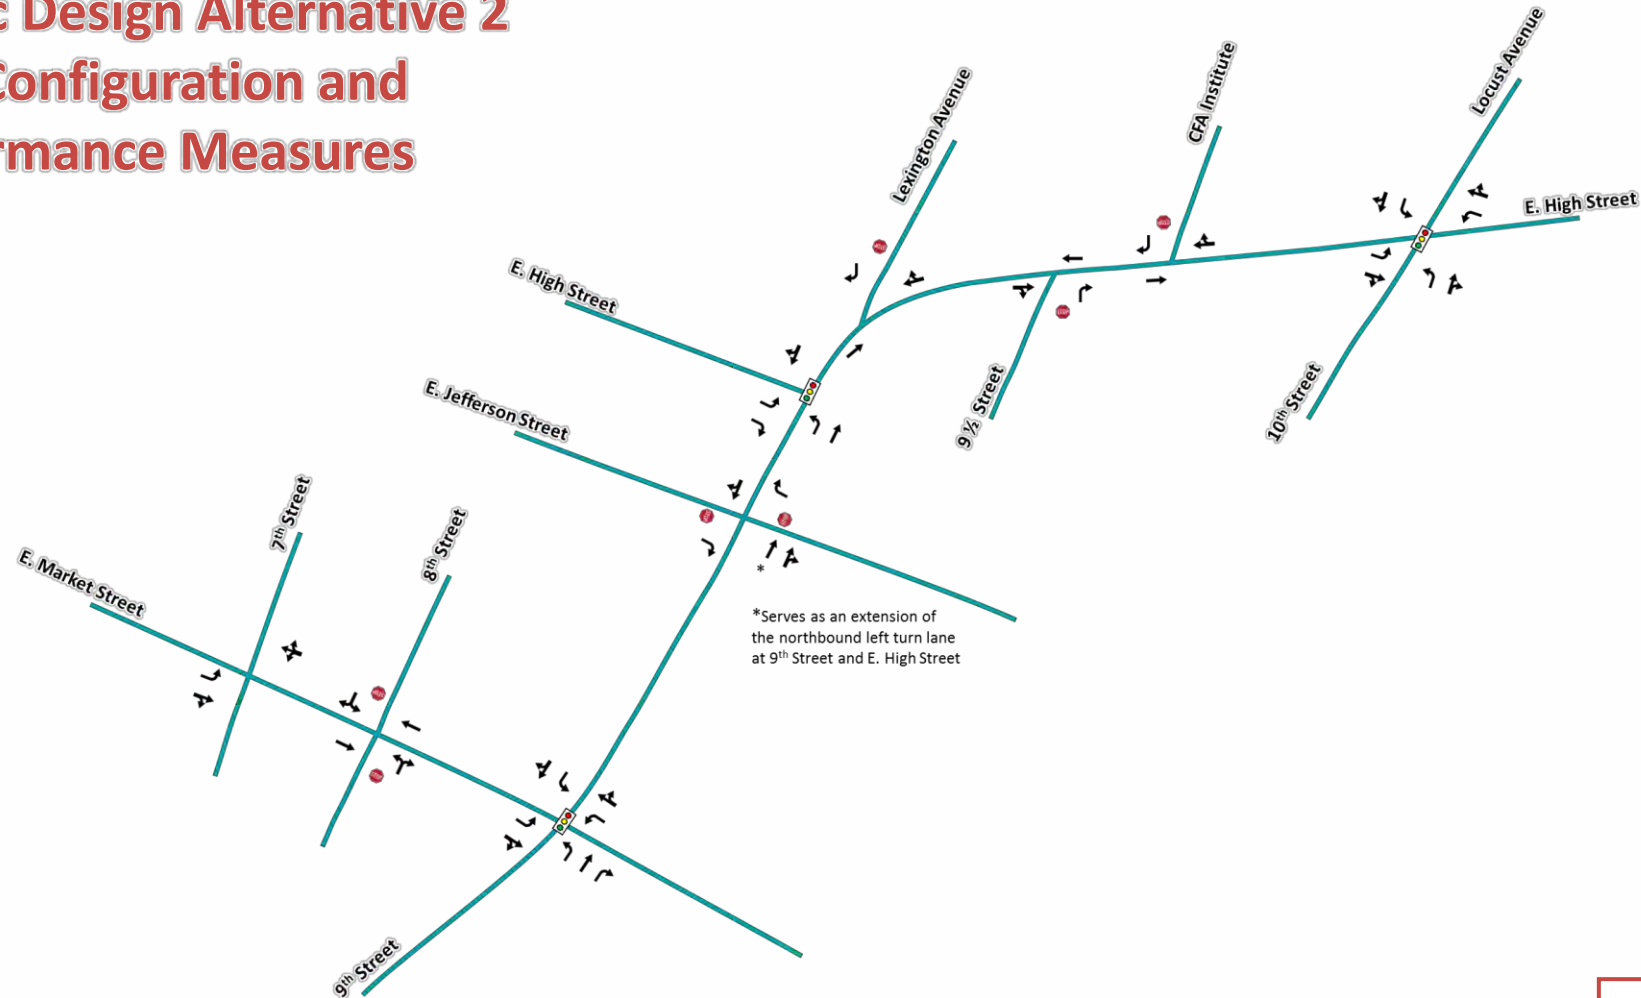 c Design Alternative 2
Configuration and
rmance Measures
Lexington Avenue
CFA Institute
Locust Avenue
E. High Street
E. High Street
E. Jefferson Street
9 ½ Street
10th Street
7th Street
8th Street
E. Market Street
*
*Serves as an extension of
the northbound left turn lane
at 9th Street and E. High Street
9th Street